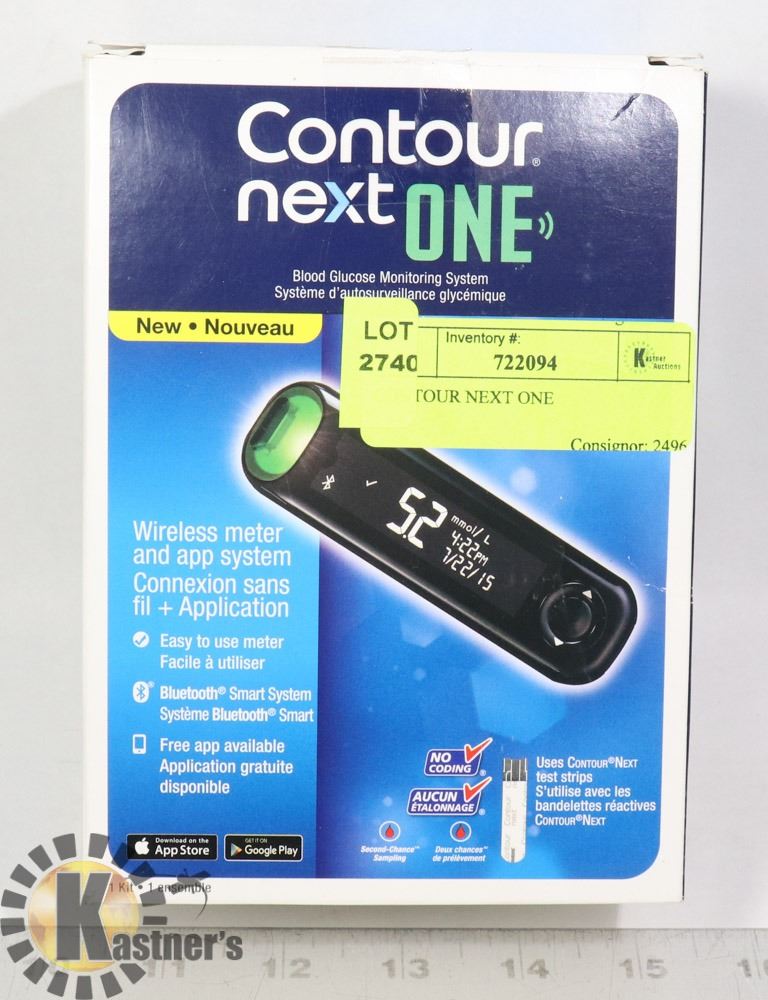 Contour®
next ONE
Blood Glucose Monitoring System
Système d'autosurveillance glycémique
New • Nouveau
LOT
2740
Inventory #:
722094
Kastner
Auctions
TOUR NEXT ONE
Consignor: 2496
5.2 mmol/L
4:22PM
7/22/15
Wireless meter
and app system
Connexion sans
fil + Application
Easy to use meter
Facile à utiliser
Bluetooth® Smart System
Système Bluetooth® Smart
Free app available
Application gratuite
disponible
NO
CODING®
AUCUN
ÉTALONNAGE®
Second-Chance™
Sampling
Deux chances™
de prélèvement
Contour
next
Uses CONTOUR®NEXT
test strips
S'utilise avec les
bandelettes réactives
CONTOUR®NEXT
Download on the
App Store
GET IT ON
Google Play
1 Kit • 1 ensemble
Kastner's
11 12 13 14 15